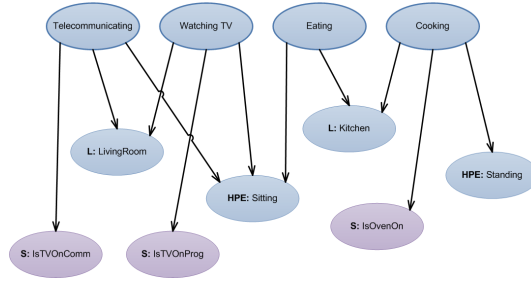 Telecommunicating
Watching TV
Eating
Cooking
L: LivingRoom
L: Kitchen
HPE: Sitting
HPE: Standing
S: IsTVOnComm
S: IsTVOnProg
S: IsOvenOn